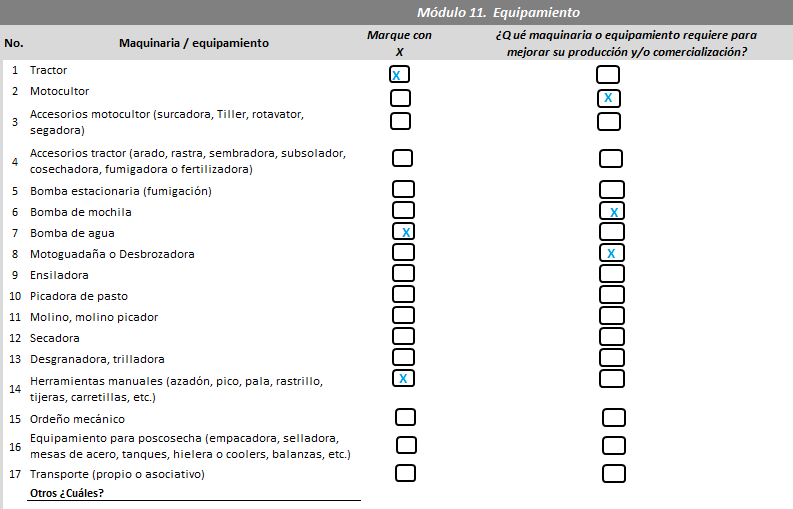 Módulo 11. Equipamiento
No. Maquinaria / equipamiento Marque con X ¿Qué maquinaria o equipamiento requiere para mejorar su producción y/o comercialización?
1 Tractor X
2 Motocultor X
3 Accesorios motocultor (surcadora, Tiller, rotavator,
segadora)
4 Accesorios tractor (arado, rastra, sembradora, subsolador,
cosechadora, fumigadora o fertilizadora)
5 Bomba estacionaria (fumigación)
6 Bomba de mochila X
7 Bomba de agua X
8 Motoguadaña o Desbrozadora X
9 Ensiladora
10 Picadora de pasto
11 Molino, molino picador
12 Secadora
13 Desgranadora, trilladora
14 Herramientas manuales (azadón, pico, pala, rastrillo, X
tijeras, carretillas, etc.)
15 Ordeño mecánico
16 Equipamiento para poscosecha (empacadora, selladora,
mesas de acero, tanques, hielera o coolers, balanzas, etc.)
17 Transporte (propio o asociativo)
Otros ¿Cuáles?